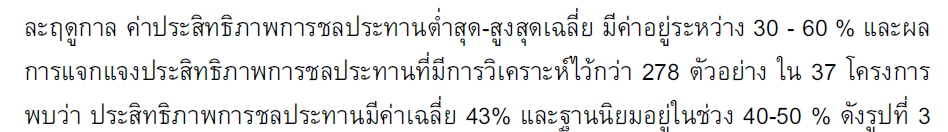 ละฤดูกาล ค่าประสิทธิภาพการชลประทานต่ำสุด-สูงสุดเฉลี่ย มีค่าอยู่ระหว่าง 30 - 60 % และผล
การแจกแจงประสิทธิภาพการชลประทานที่มีการวิเคราะห์ไว้กว่า 278 ตัวอย่าง ใน 37 โครงการ
พบว่า ประสิทธิภาพการชลประทานมีค่าเฉลี่ย 43% และฐานนิยมอยู่ในช่วง 40-50 % ดังรูปที่ 3